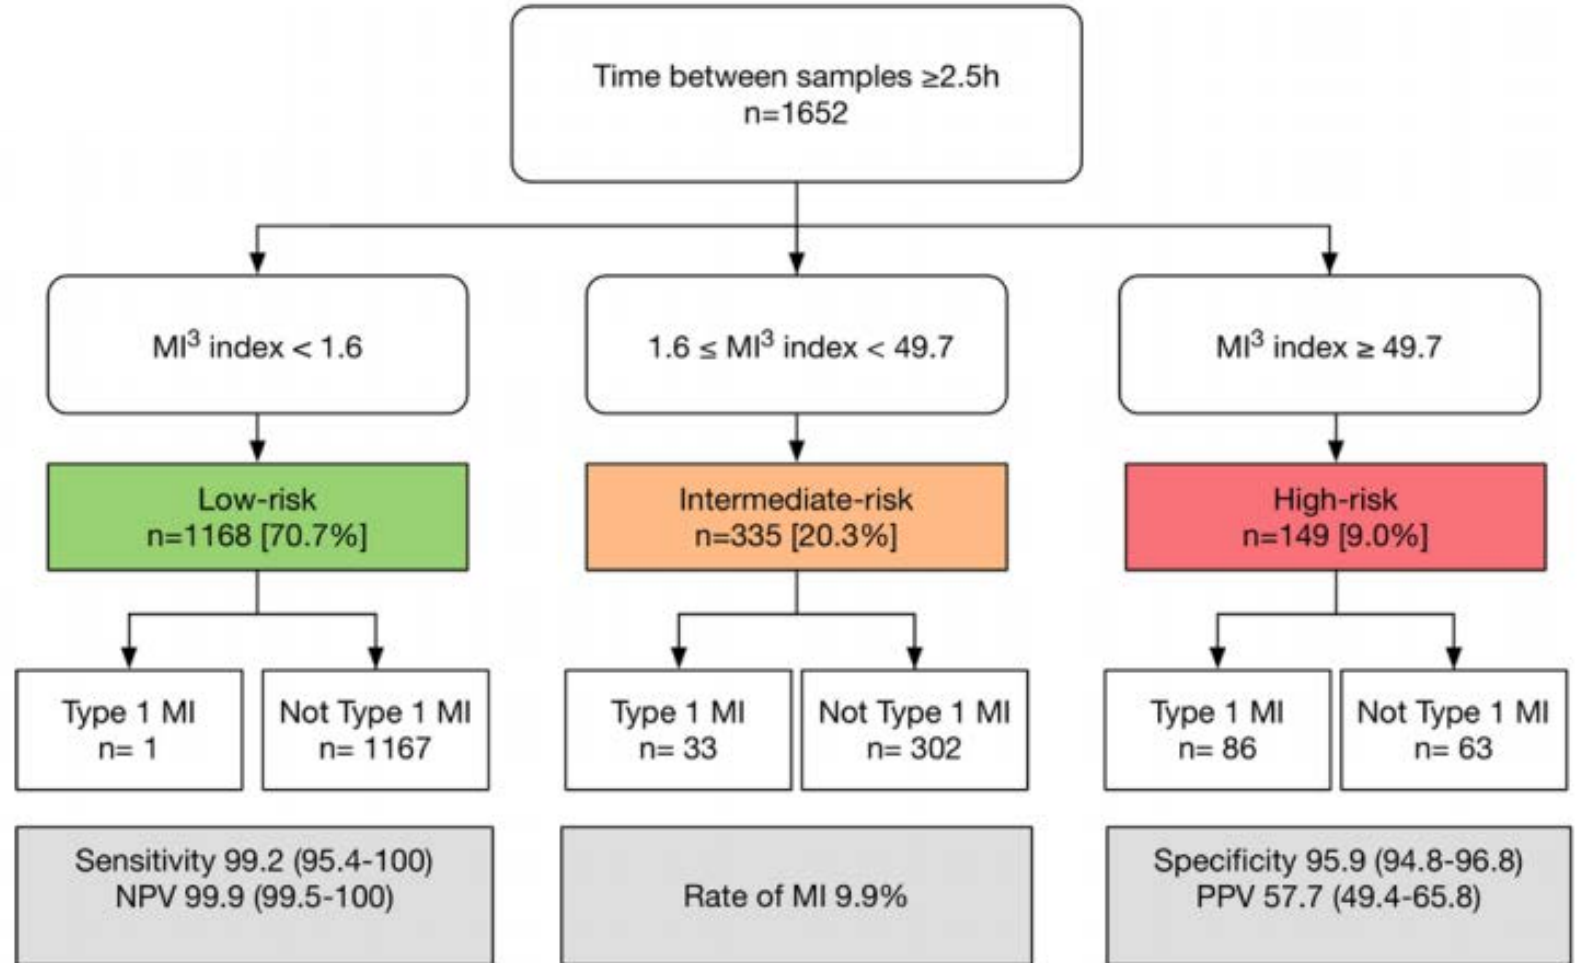 Time between samples ≥2.5h
n=1652
MI³ index < 1.6
1.6 ≤ MI³ index < 49.7
MI³ index ≥ 49.7
Low-risk
n=1168 [70.7%]
Intermediate-risk
n=335 [20.3%]
High-risk
n=149 [9.0%]
Type 1 MI
n= 1
Not Type 1 MI
n= 1167
Type 1 MI
n= 33
Not Type 1 MI
n= 302
Type 1 MI
n= 86
Not Type 1 MI
n= 63
Sensitivity 99.2 (95.4-100)
NPV 99.9 (99.5-100)
Rate of MI 9.9%
Specificity 95.9 (94.8-96.8)
PPV 57.7 (49.4-65.8)